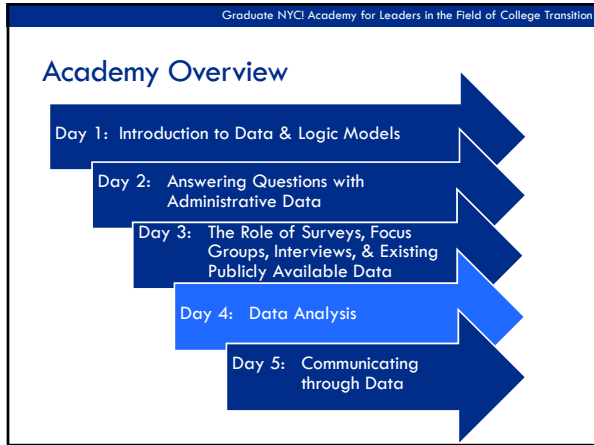 Graduate NYC! Academy for Leaders in the Field of College Transition
Academy Overview
Day 1: Introduction to Data & Logic Models
Day 2: Answering Questions with
Administrative Data
Day 3: The Role of Surveys, Focus
Groups, Interviews, & Existing
Publicly Available Data
Day 4: Data Analysis
Day 5: Communicating
through Data